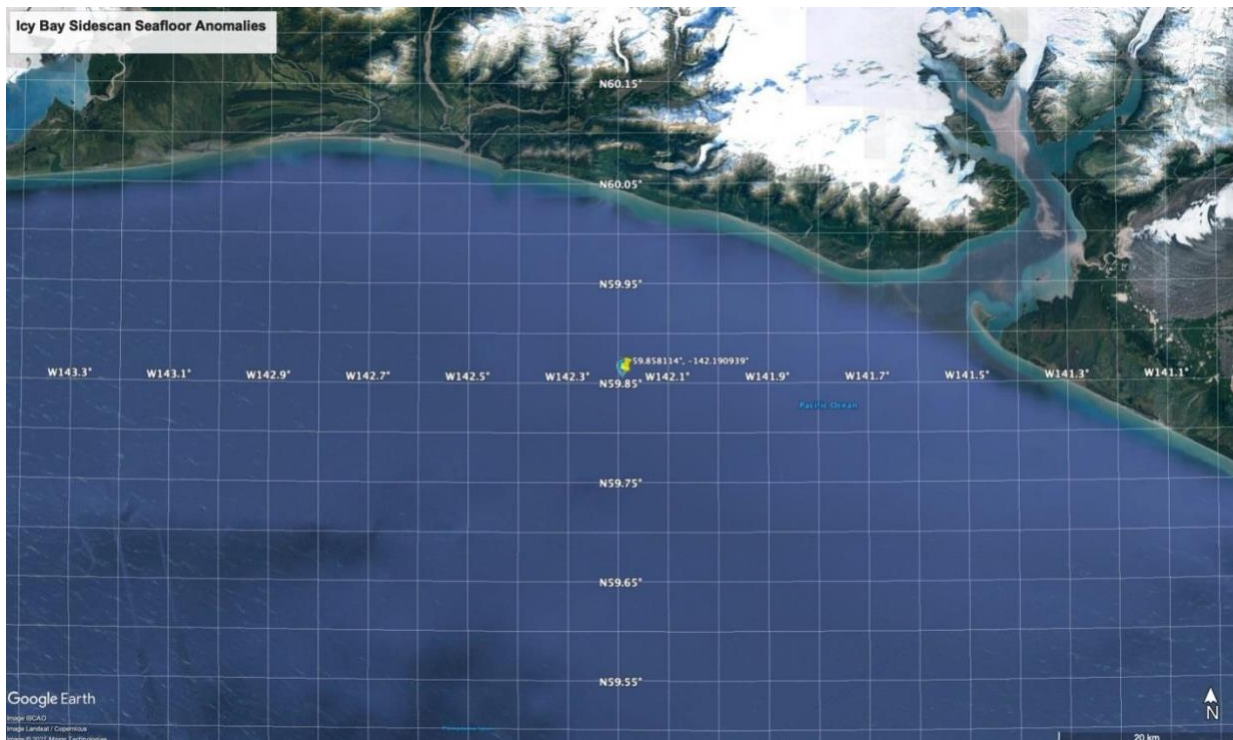 Icy Bay Sidescan Seafloor Anomalies
N60.15°
N60.05°
N59.95°
59.858114°, -142.190939°
W143.3° W143.1° W142.9° W142.7° W142.5° W142.3° W142.1° W141.9° W141.7° W141.5° W141.3° W141.1°
N59.85°
Pacific Ocean
N59.75°
N59.65°
N59.55°
Google Earth
N
Image IBCAO
Image Landsat / Copernicus
20 km